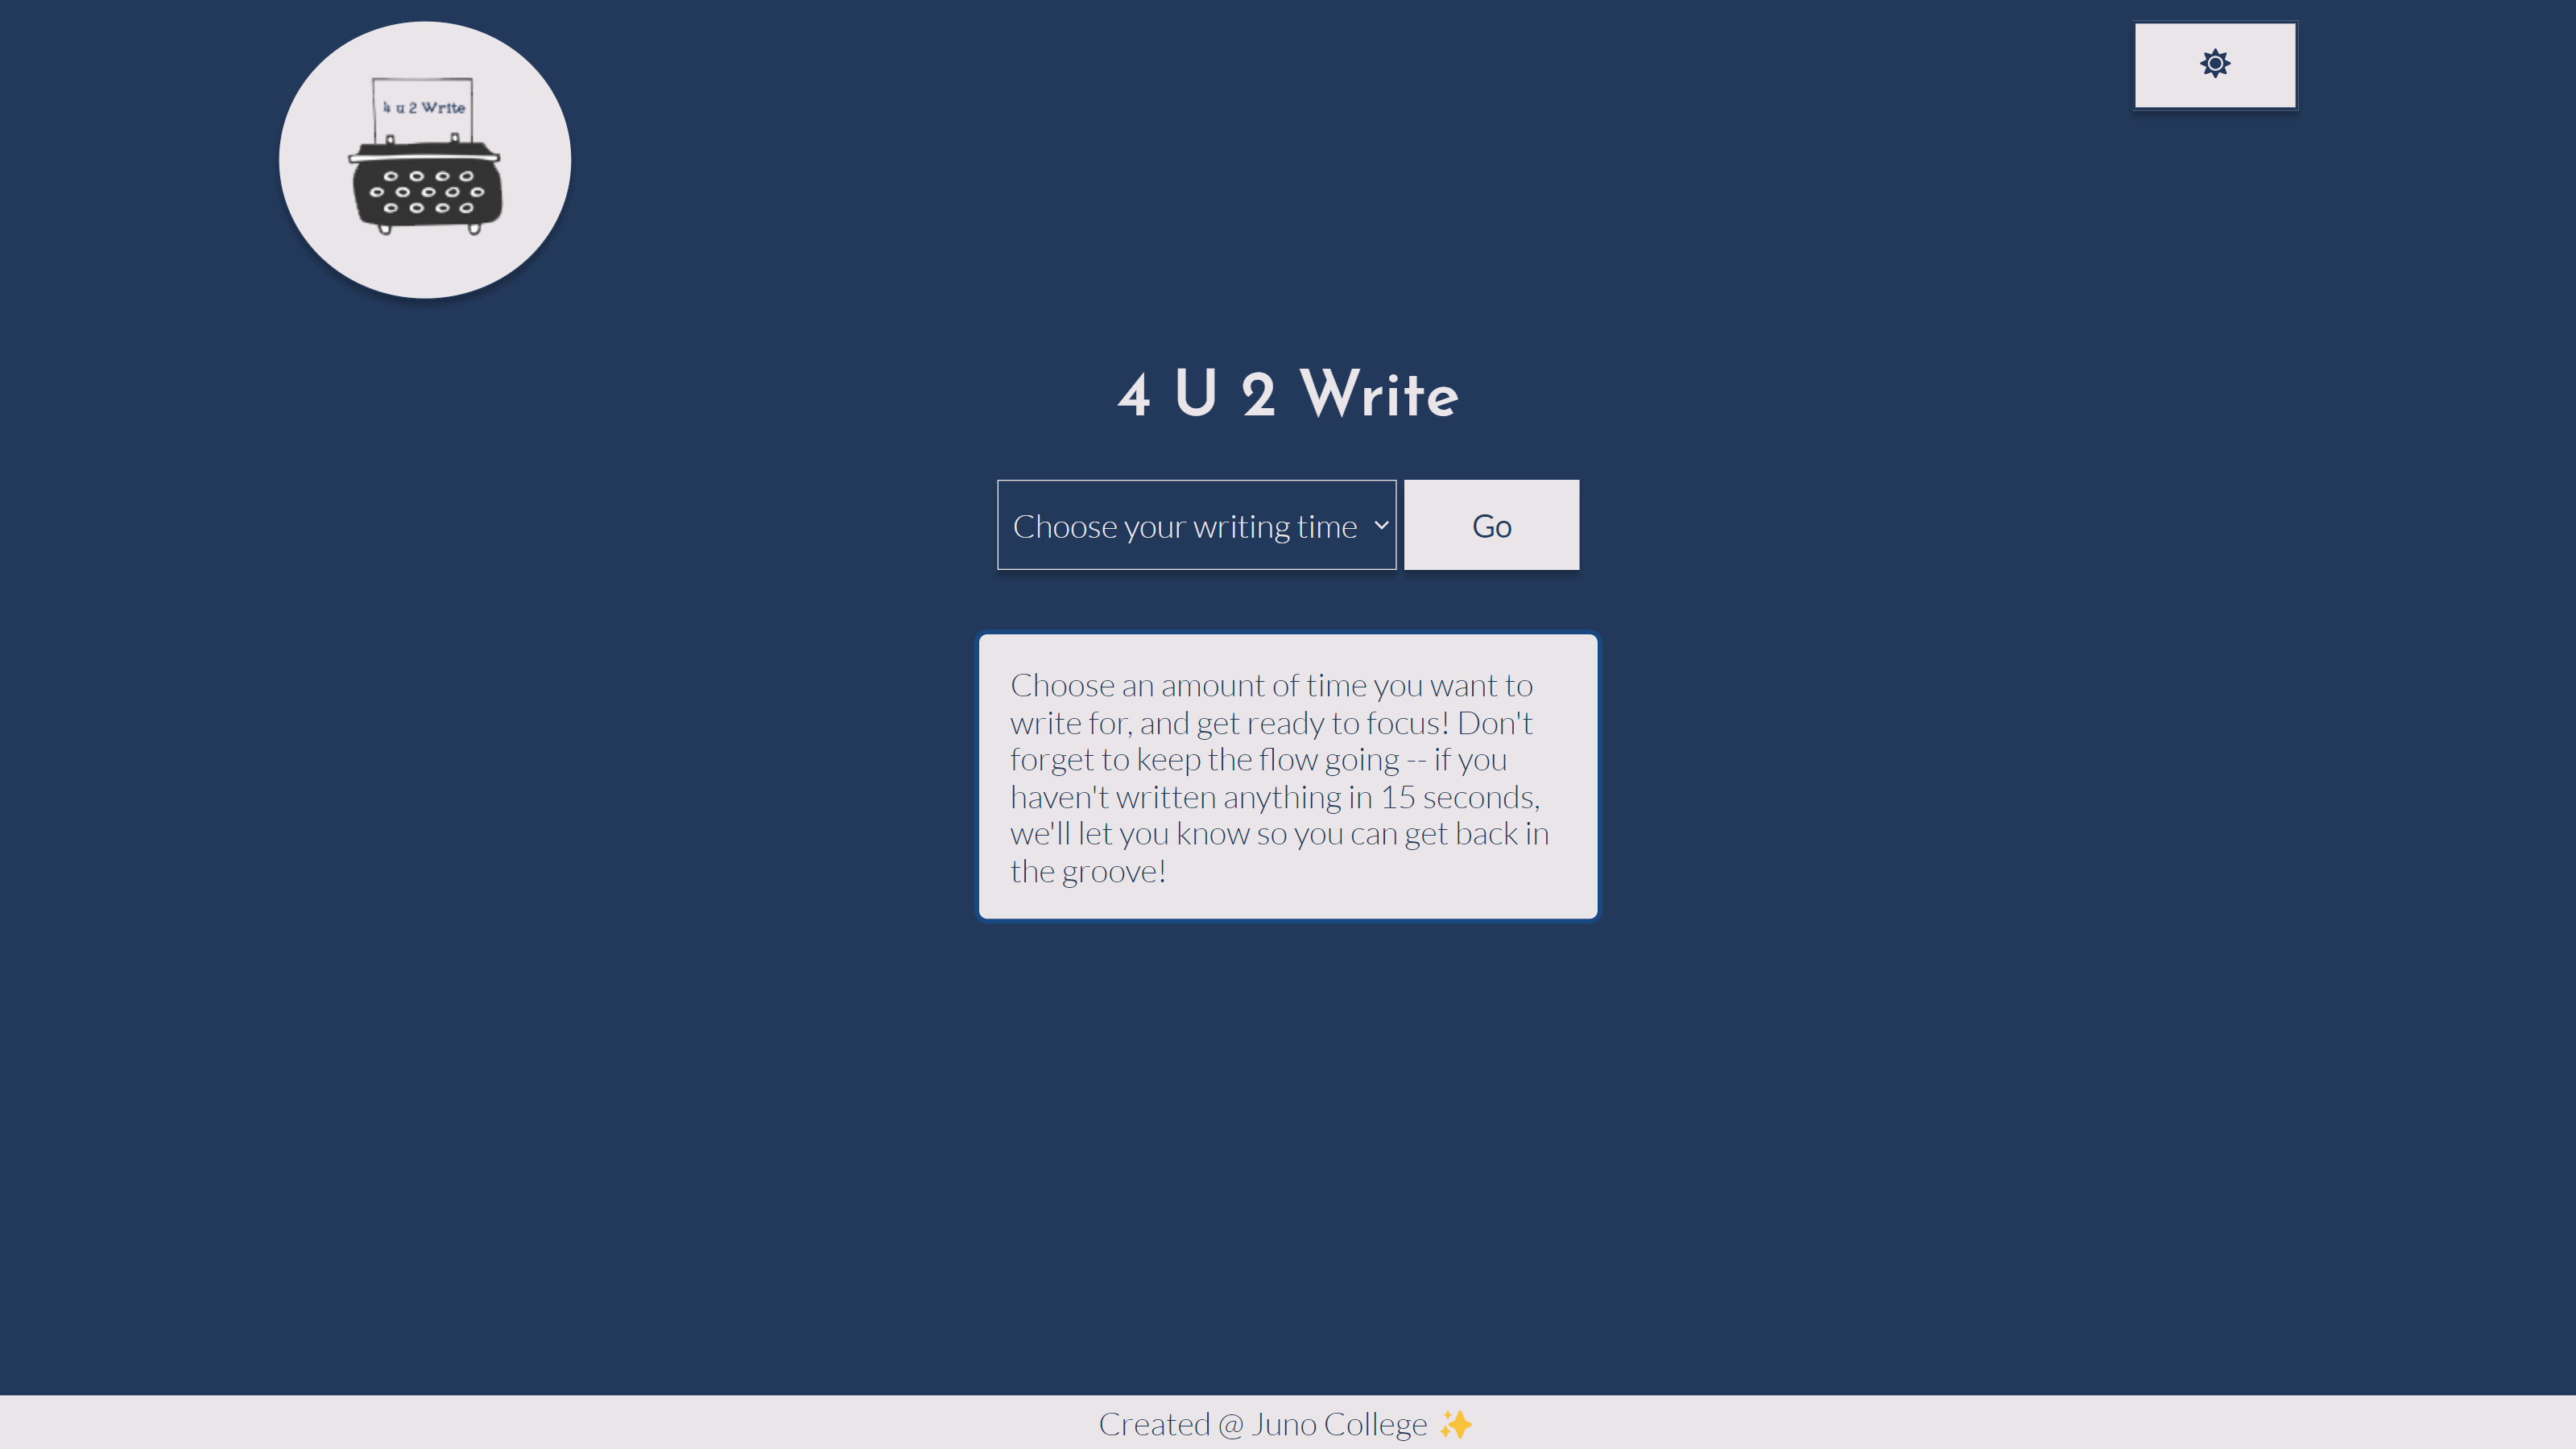 4 u 2 Write
4 U 2 Write
Choose your writing time
Go
Choose an amount of time you want to
write for, and get ready to focus! Don't
forget to keep the flow going -- if you
haven't written anything in 15 seconds,
we'll let you know so you can get back in
the groove!
Created @ Juno College ✨